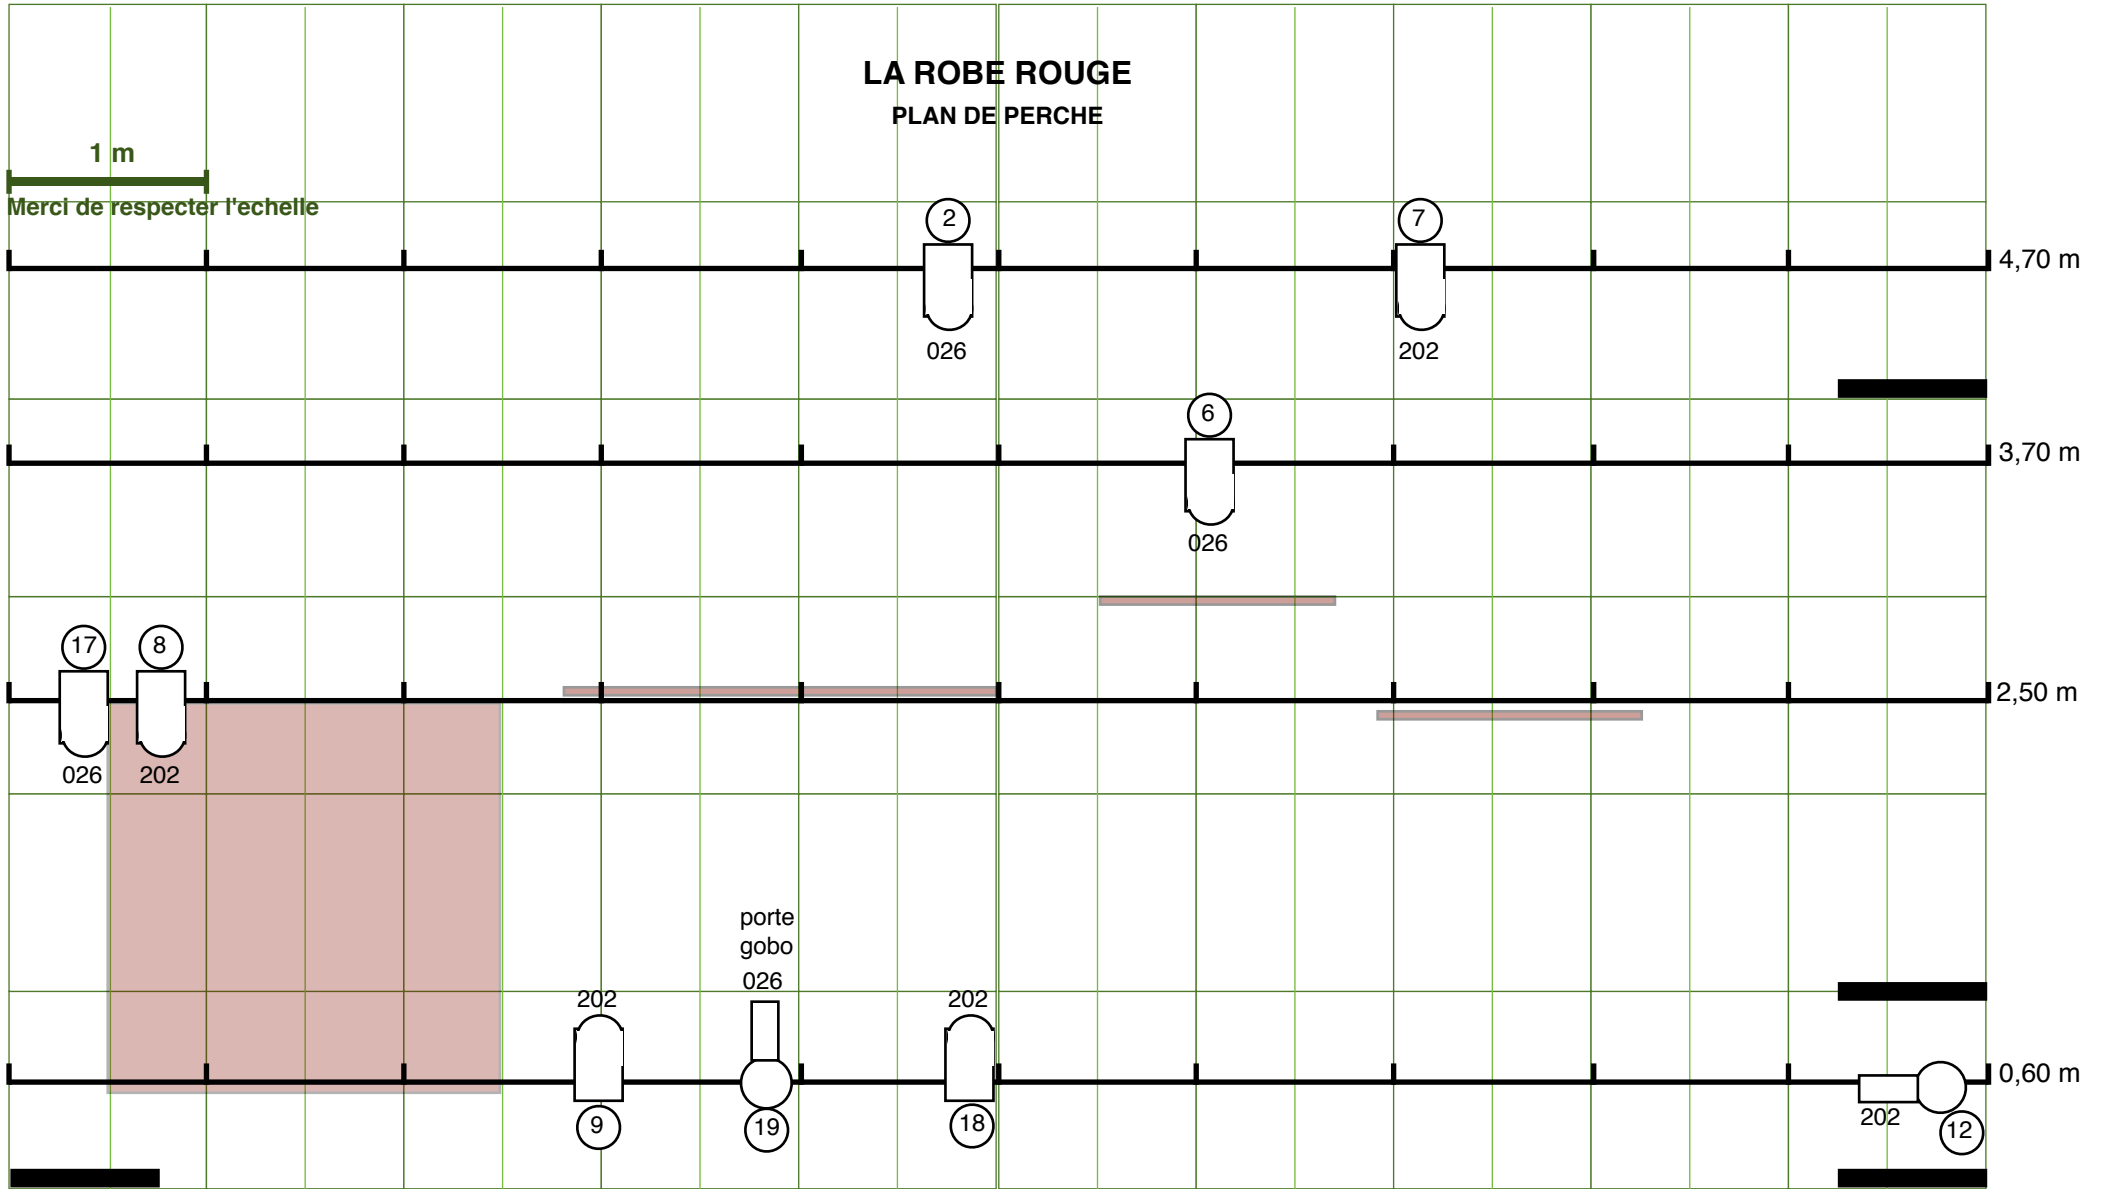 LA ROBE ROUGE
PLAN DE PERCHE
1 m
Merci de respecter l'echelle
2
7
4,70 m
026
202
6
3,70 m
026
17
8
2,50 m
026
202
porte
gobo
026
202
202
0,60 m
202
9
19
18
12